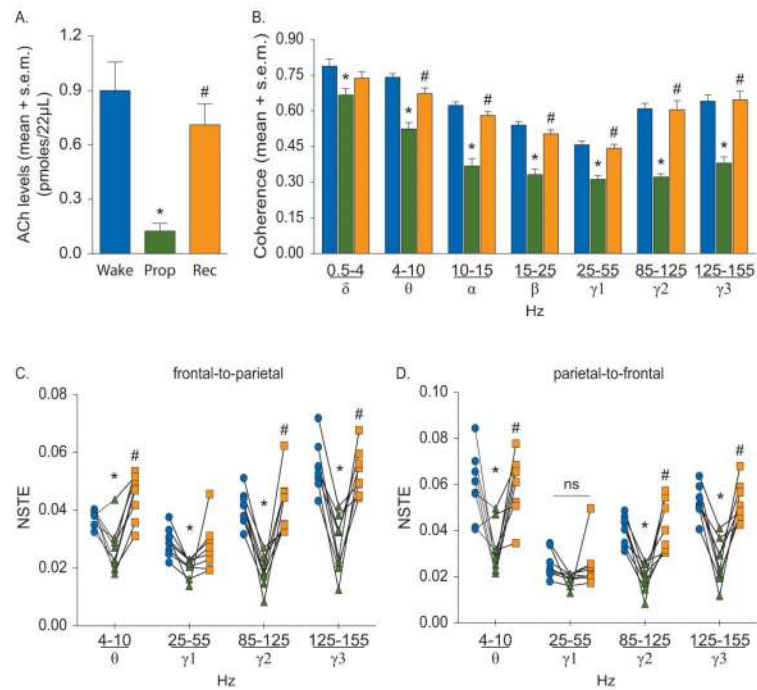 A.
ACh levels (mean + s.e.m.)
(pmoles/22µL)
1.2
0.9
0.6
0.3
0.0
*
#
Wake Prop Rec
B.
Coherence (mean + s.e.m.)
0.90
0.75
0.60
0.45
0.30
0.15
0.00
* * # * # * # * # * # * #
0.5-4 4-10 10-15 15-25 25-55 85-125 125-155
δ θ α β γ1 γ2 γ3
Hz
C.
frontal-to-parietal
NSTE
0.08
0.06
0.04
0.02
0.00
* # * * # * #
4-10 25-55 85-125 125-155
θ γ1 γ2 γ3
Hz
D.
parietal-to-frontal
NSTE
0.10
0.08
0.06
0.04
0.02
0.00
* # ns * # * #
4-10 25-55 85-125 125-155
θ γ1 γ2 γ3
Hz